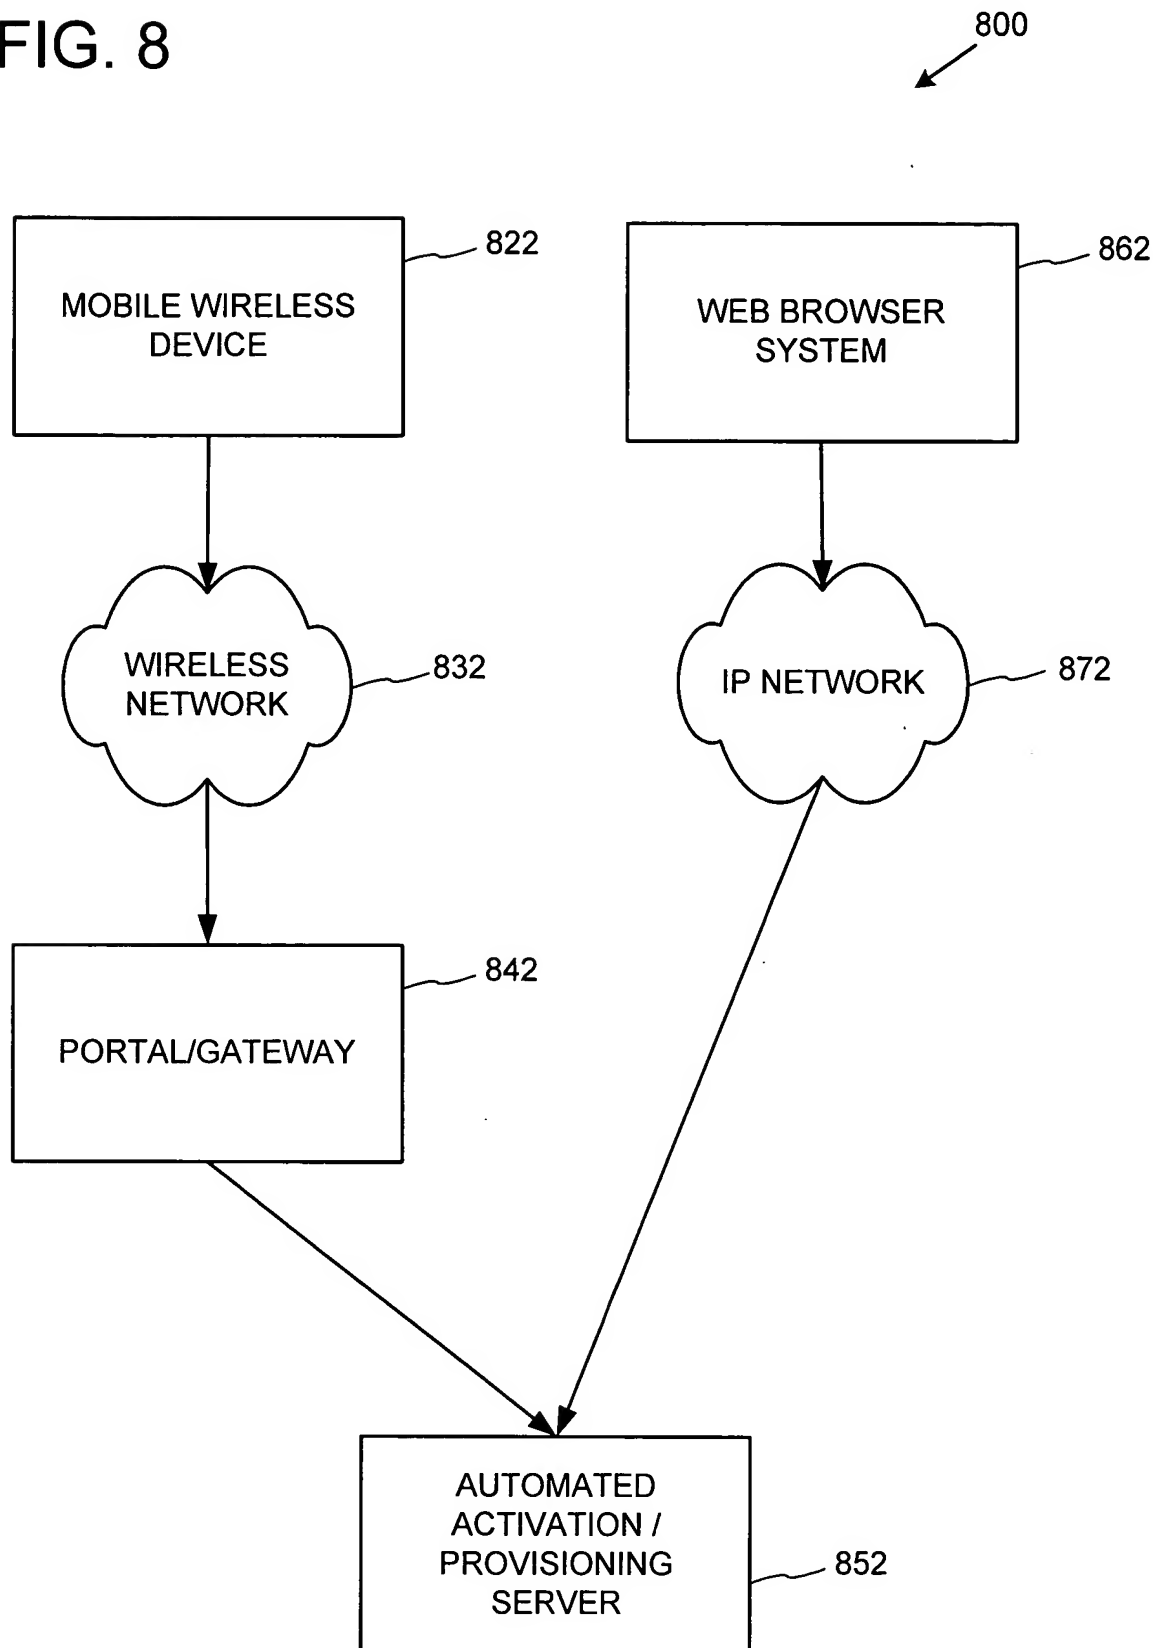 FIG. 8
800
MOBILE WIRELESS
DEVICE
822
WEB BROWSER
SYSTEM
862
WIRELESS
NETWORK
832
IP NETWORK
872
PORTAL/GATEWAY
842
AUTOMATED
ACTIVATION /
PROVISIONING
SERVER
852